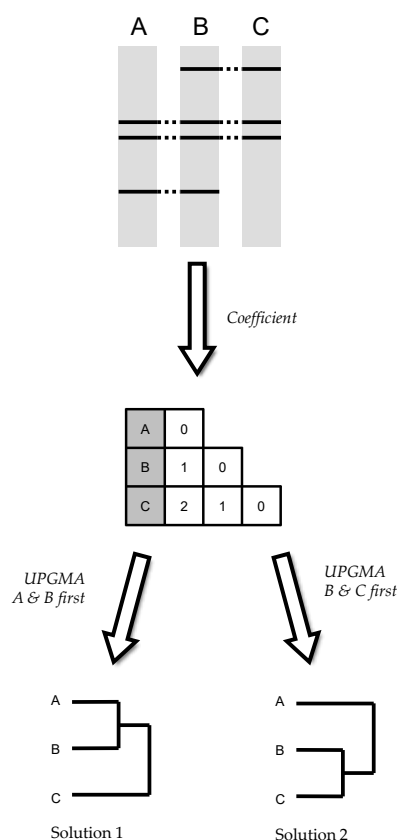 A B C
Coefficient
A 0
B 1 0
C 2 1 0
UPGMA
A & B first
UPGMA
B & C first
A
B
C
Solution 1
A
B
C
Solution 2